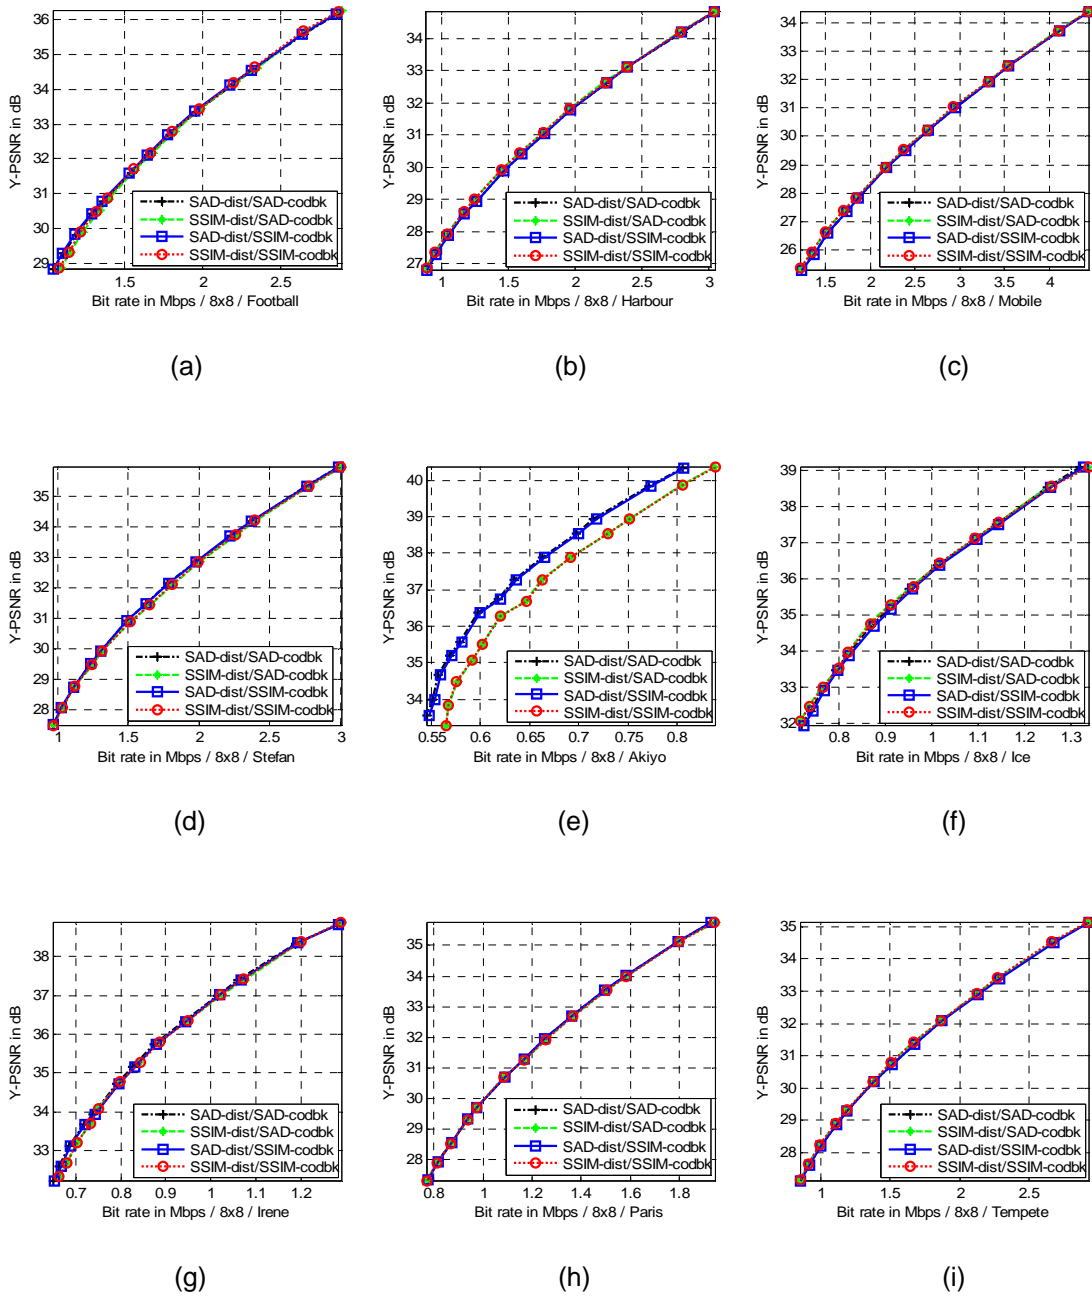 36
35
34
33
32
31
30
29
Y-PSNR in dB
1.5
2
2.5
Bit rate in Mbps / 8x8 / Football
SAD-dist/SAD-codbk
SSIM-dist/SAD-codbk
SAD-dist/SSIM-codbk
SSIM-dist/SSIM-codbk
(a)
34
33
32
31
30
29
28
27
Y-PSNR in dB
1
1.5
2
2.5
3
Bit rate in Mbps / 8x8 / Harbour
SAD-dist/SAD-codbk
SSIM-dist/SAD-codbk
SAD-dist/SSIM-codbk
SSIM-dist/SSIM-codbk
(b)
34
33
32
31
30
29
28
27
26
Y-PSNR in dB
1.5
2
2.5
3
3.5
4
Bit rate in Mbps / 8x8 / Mobile
SAD-dist/SAD-codbk
SSIM-dist/SAD-codbk
SAD-dist/SSIM-codbk
SSIM-dist/SSIM-codbk
(c)
35
34
33
32
31
30
29
28
Y-PSNR in dB
1
1.5
2
2.5
3
Bit rate in Mbps / 8x8 / Stefan
SAD-dist/SAD-codbk
SSIM-dist/SAD-codbk
SAD-dist/SSIM-codbk
SSIM-dist/SSIM-codbk
(d)
40
39
38
37
36
35
34
Y-PSNR in dB
0.55
0.6
0.65
0.7
0.75
0.8
Bit rate in Mbps / 8x8 / Akiyo
SAD-dist/SAD-codbk
SSIM-dist/SAD-codbk
SAD-dist/SSIM-codbk
SSIM-dist/SSIM-codbk
(e)
39
38
37
36
35
34
33
32
Y-PSNR in dB
0.8
0.9
1
1.1
1.2
1.3
Bit rate in Mbps / 8x8 / Ice
SAD-dist/SAD-codbk
SSIM-dist/SAD-codbk
SAD-dist/SSIM-codbk
SSIM-dist/SSIM-codbk
(f)
38
37
36
35
34
33
Y-PSNR in dB
0.7
0.8
0.9
1
1.1
1.2
Bit rate in Mbps / 8x8 / Irene
SAD-dist/SAD-codbk
SSIM-dist/SAD-codbk
SAD-dist/SSIM-codbk
SSIM-dist/SSIM-codbk
(g)
35
34
33
32
31
30
29
28
Y-PSNR in dB
0.8
1
1.2
1.4
1.6
1.8
Bit rate in Mbps / 8x8 / Paris
SAD-dist/SAD-codbk
SSIM-dist/SAD-codbk
SAD-dist/SSIM-codbk
SSIM-dist/SSIM-codbk
(h)
35
34
33
32
31
30
29
28
Y-PSNR in dB
1
1.5
2
2.5
Bit rate in Mbps / 8x8 / Tempete
SAD-dist/SAD-codbk
SSIM-dist/SAD-codbk
SAD-dist/SSIM-codbk
SSIM-dist/SSIM-codbk
(i)